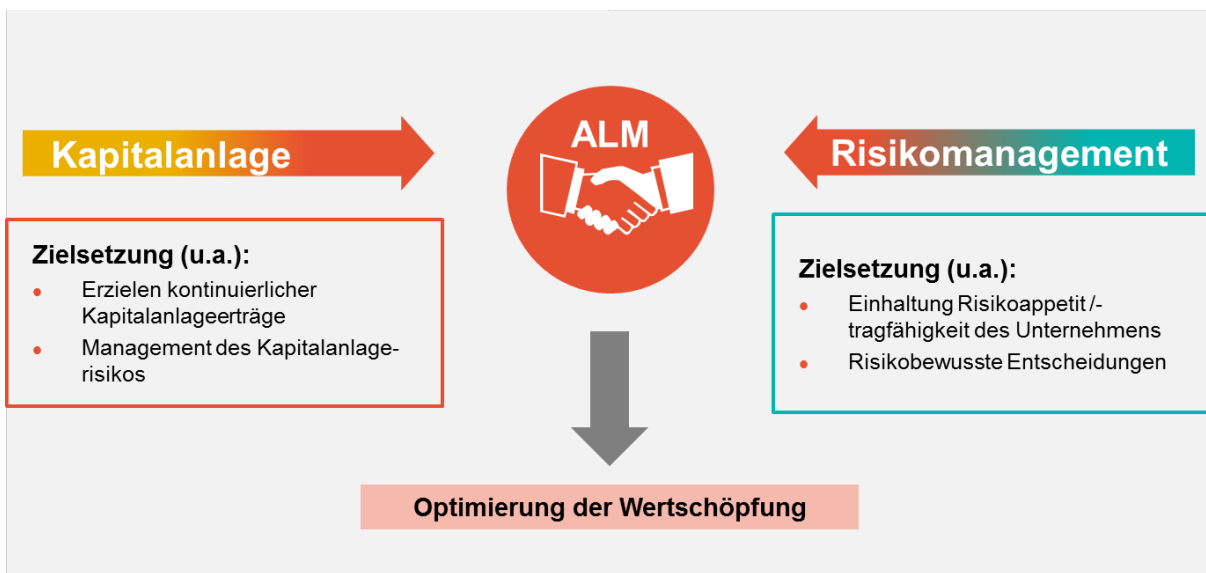 ALM
Kapitalanlage
Risikomanagement
Zielsetzung (u.a.):
• Erzielen kontinuierlicher
Kapitalanlageerträge
• Management des Kapitalanlage-
risikos
Zielsetzung (u.a.):
• Einhaltung Risikoappetit /-
tragfähigkeit des Unternehmens
• Risikobewusste Entscheidungen
Optimierung der Wertschöpfung